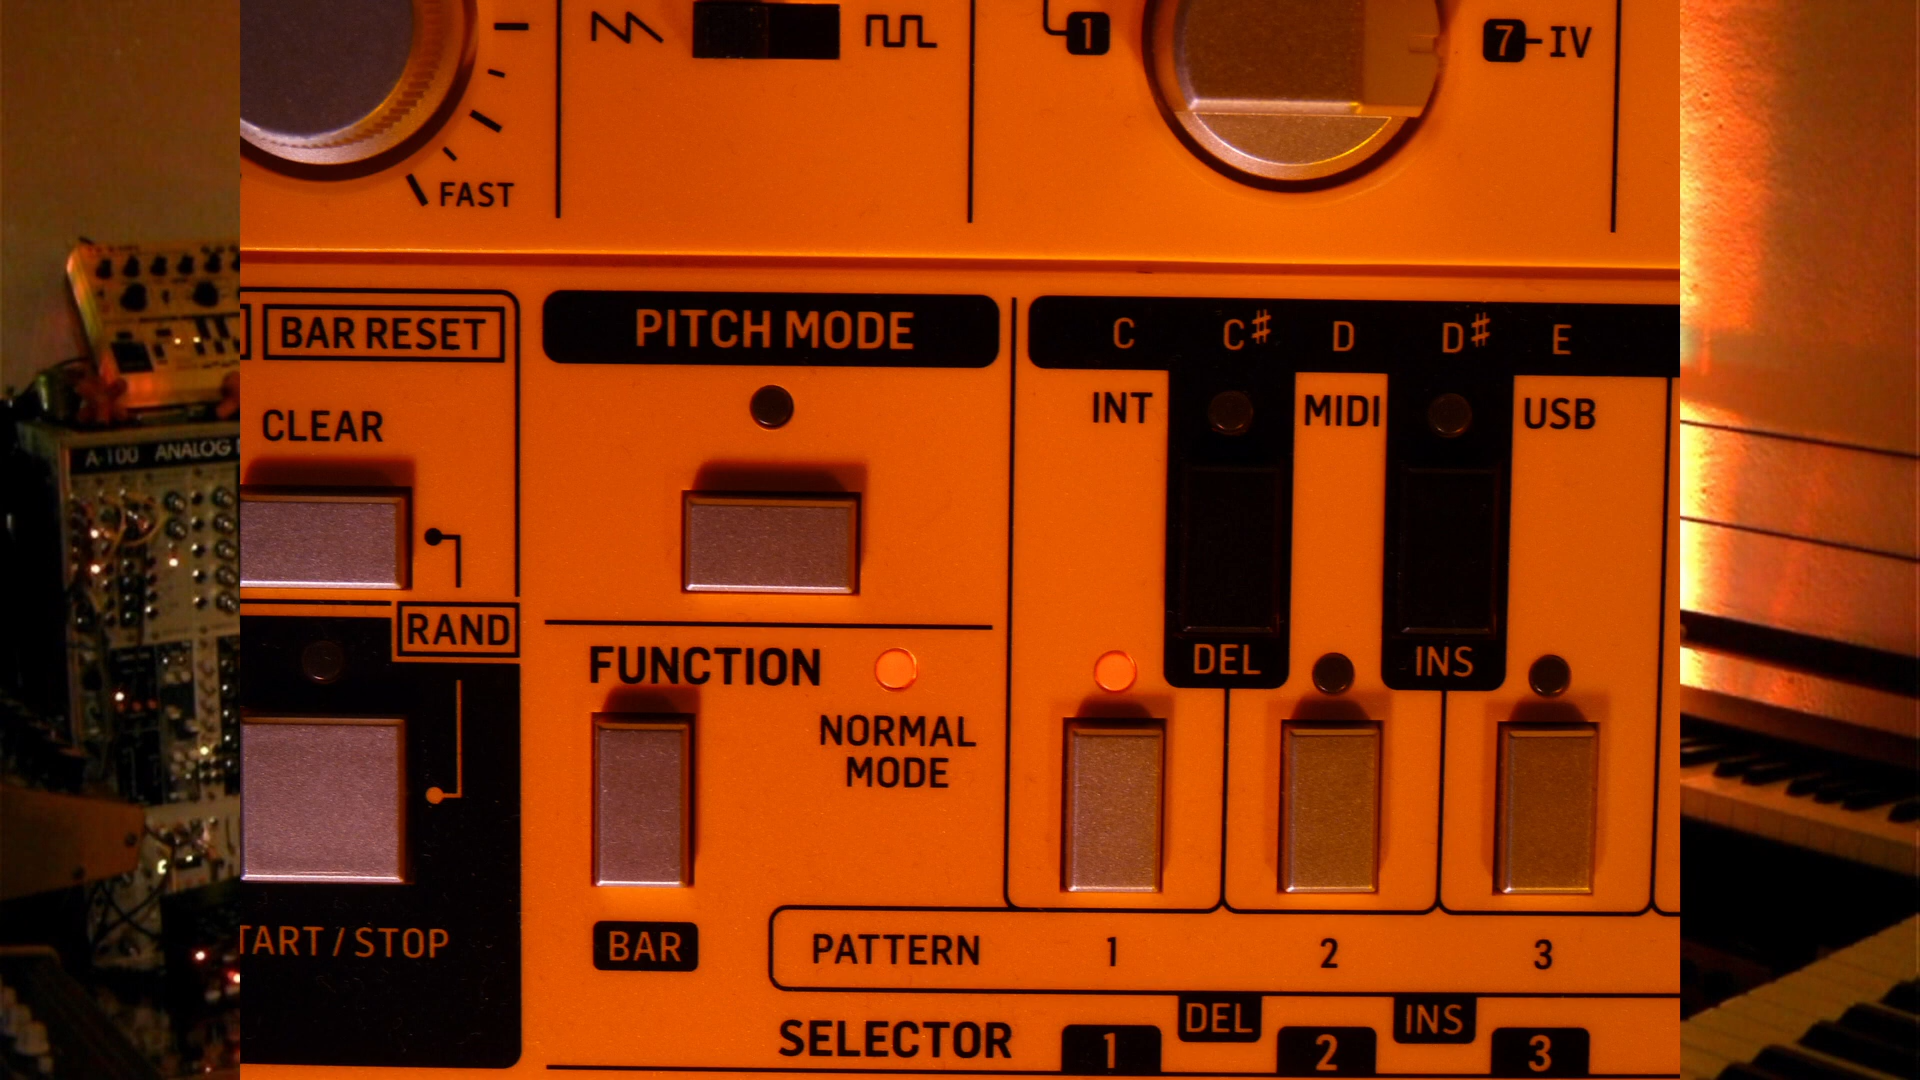 1
7 IV
FAST
BAR RESET
PITCH MODE
C C♯ D D♯ E
CLEAR
INT MIDI USB
A-100 ANALOG
RAND
FUNCTION
DEL INS
NORMAL
MODE
TART / STOP
BAR
PATTERN 1 2 3
DEL INS
SELECTOR 1 2 3